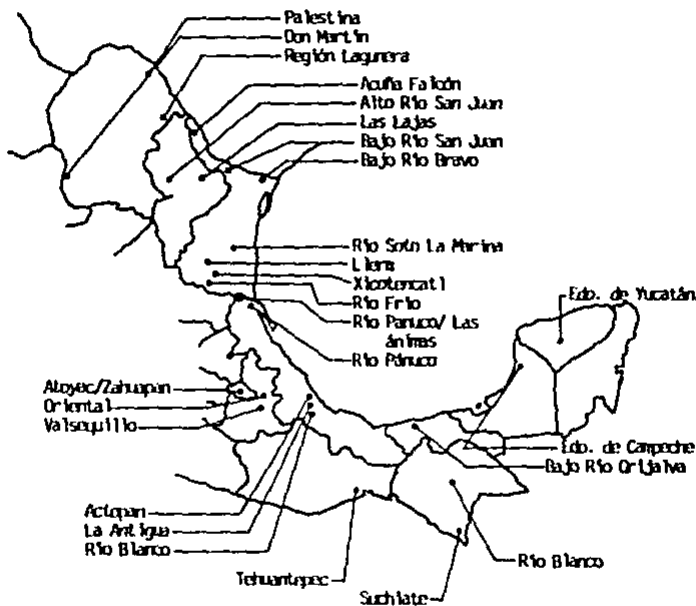 Palestina
Don Martín
Región Lagunera
Acuña Falcón
Alto Río San Juan
Las Lajas
Bajo Río San Juan
Bajo Río Bravo
Río Soto La Marina
Llera
Xicotencatl
Río Frío
Río Panuco/ Las
ánimas
Río Pánuco
Edo. de Yucatán
Atoyec/Zahuapan
Oriental
Valsequillo
Edo. de Campeche
Bajo Río Grijalva
Actopan
La Antigua
Río Blanco
Río Blanco
Tehuantepec
Suchiate